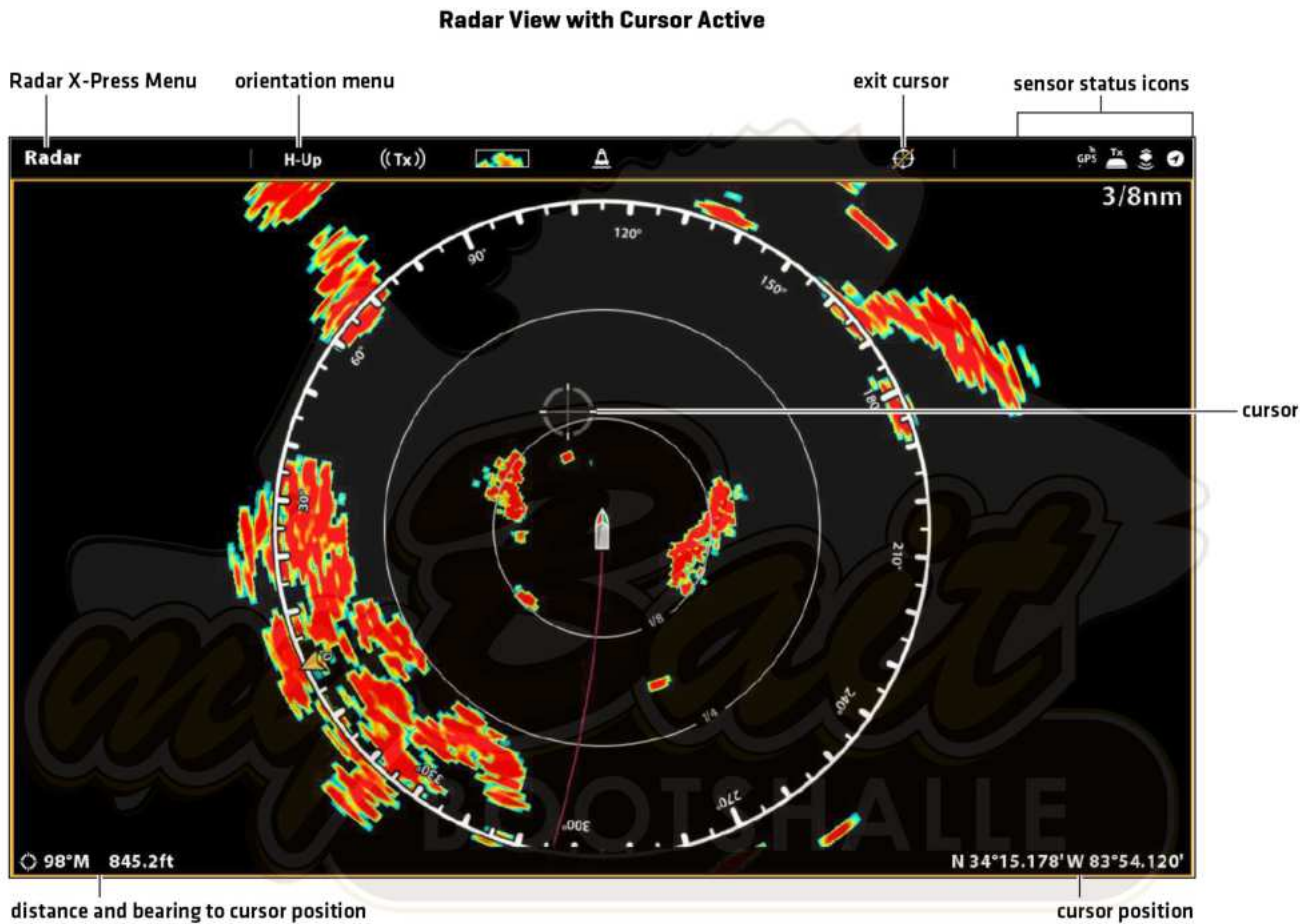 Radar View with Cursor Active
Radar X-Press Menu
orientation menu
exit cursor
sensor status icons
Radar
H-Up
((Tx))
GPS
Tx
3/8nm
90°
120°
150°
60°
180°
cursor
30°
210°
1/8
240°
1/4
330°
270°
300°
98°M 845.2ft
N 34°15.178' W 83°54.120'
distance and bearing to cursor position
cursor position
my Bait
BOOTSHALLE